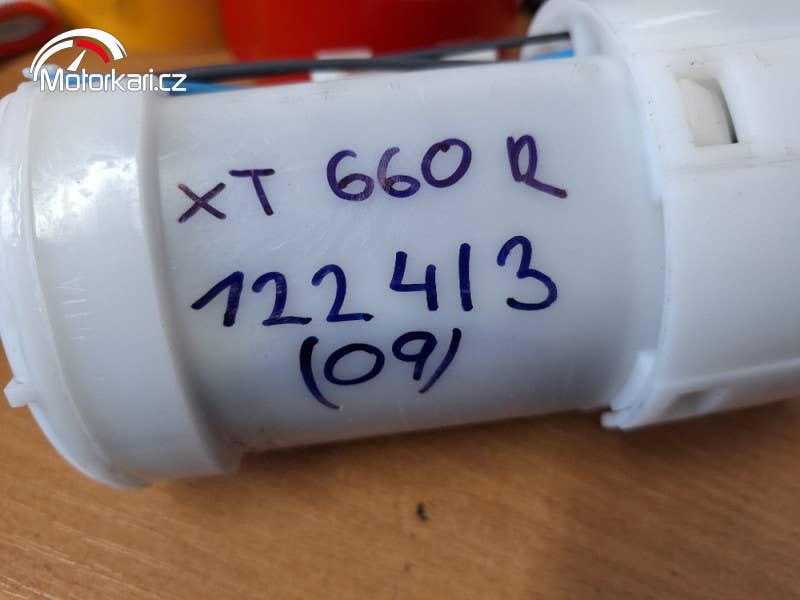 Motorkari.cz
XT 660 R
122413
(09)